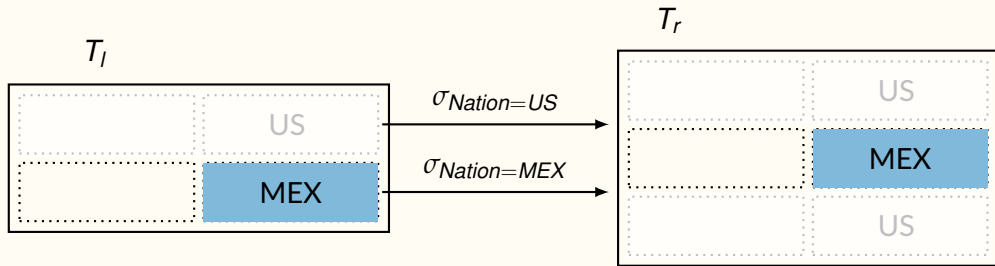 T_l
T_r
US
σ_Nation=US
US
MEX
σ_Nation=MEX
MEX
US